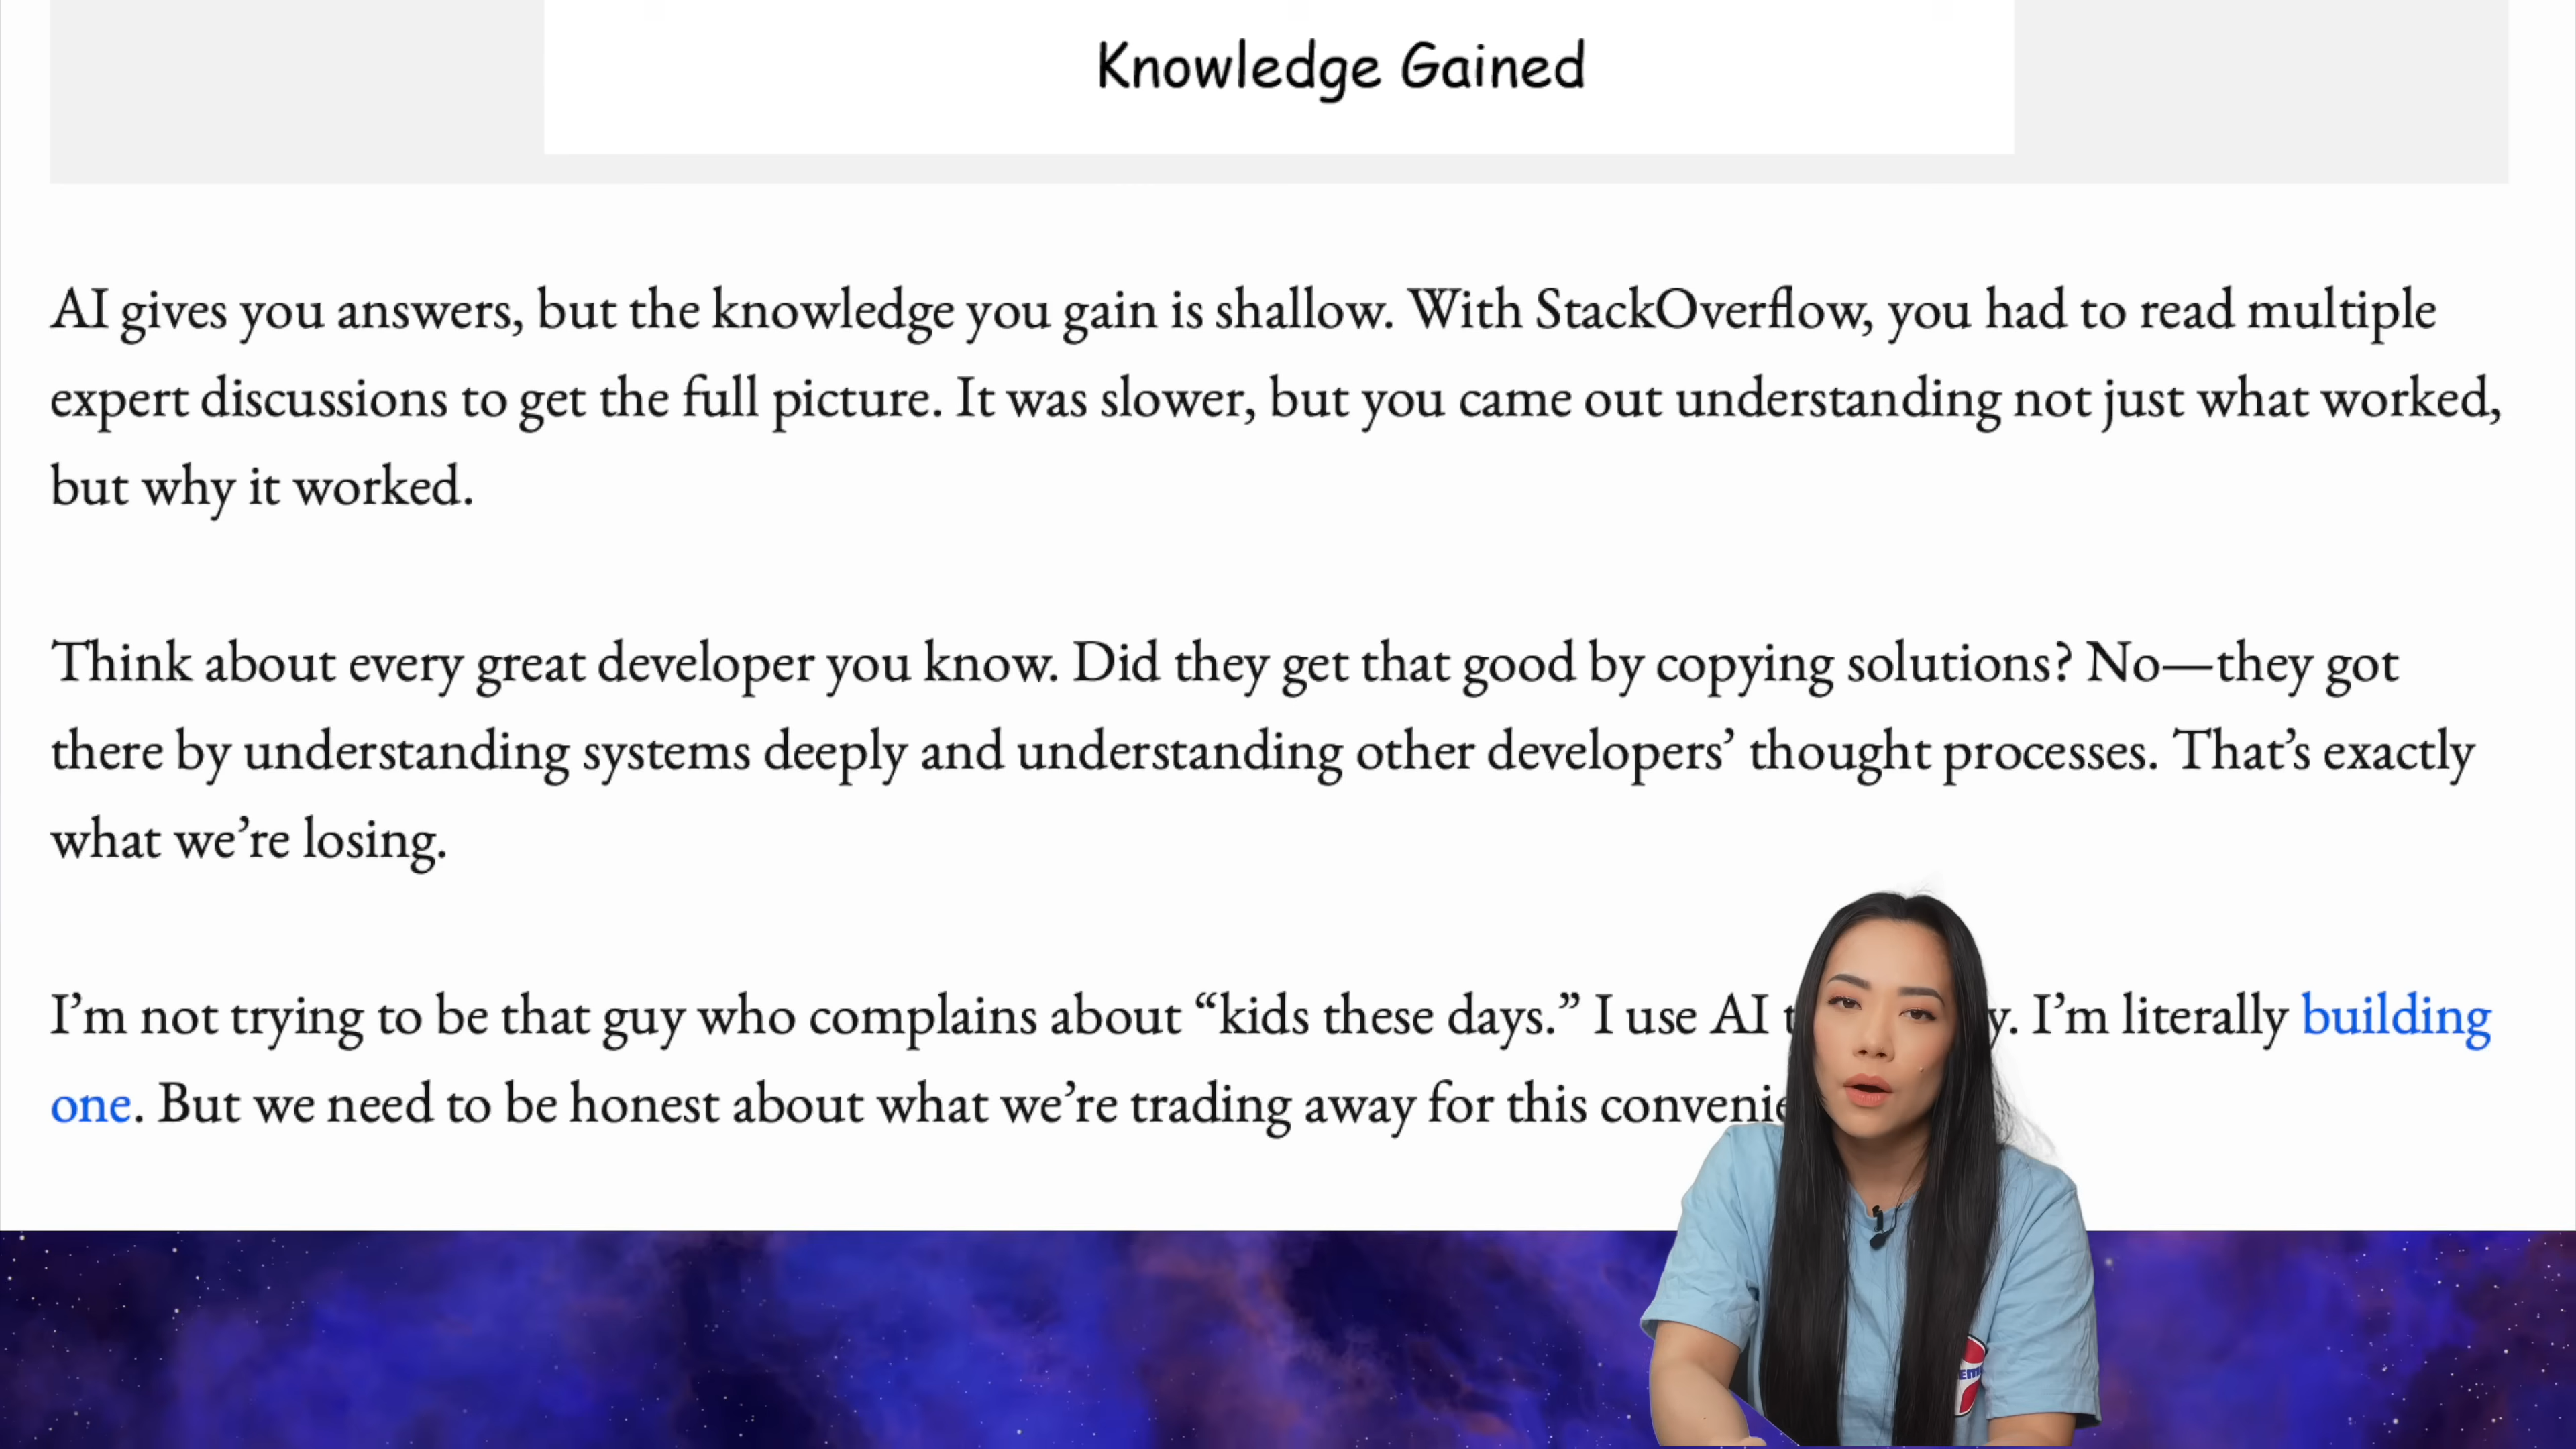 Knowledge Gained
AI gives you answers, but the knowledge you gain is shallow. With StackOverflow, you had to read multiple
expert discussions to get the full picture. It was slower, but you came out understanding not just what worked,
but why it worked.
Think about every great developer you know. Did they get that good by copying solutions? No—they got
there by understanding systems deeply and understanding other developers’ thought processes. That’s exactly
what we’re losing.
I’m not trying to be that guy who complains about “kids these days.” I use AI I’m literally building
one. But we need to be honest about what we’re trading away for this